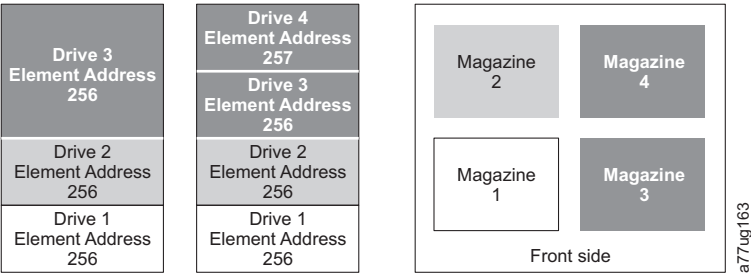 Drive 3
Element Address
256
Drive 2
Element Address
256
Drive 1
Element Address
256
Drive 4
Element Address
257
Drive 3
Element Address
256
Drive 2
Element Address
256
Drive 1
Element Address
256
Magazine
2
Magazine
4
Magazine
1
Magazine
3
Front side
a77ug163